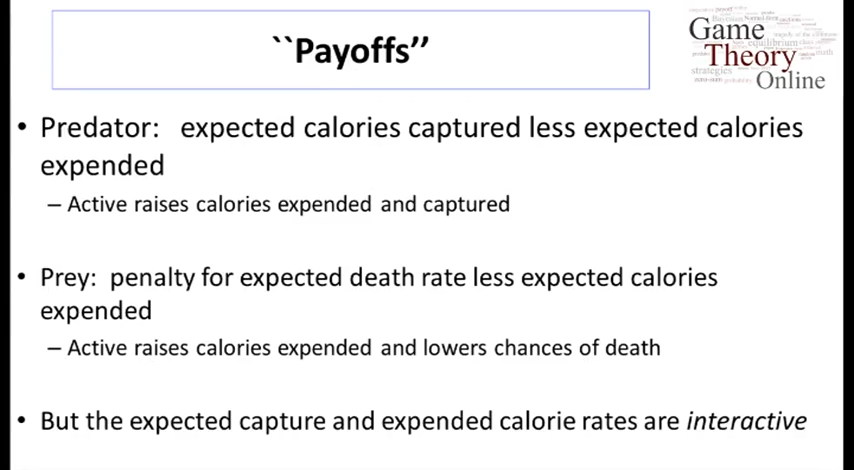 ``Payoffs’’
Game
Theory
Online
equilibrium
strategies
• Predator: expected calories captured less expected calories
expended
– Active raises calories expended and captured
• Prey: penalty for expected death rate less expected calories
expended
– Active raises calories expended and lowers chances of death
• But the expected capture and expended calorie rates are interactive